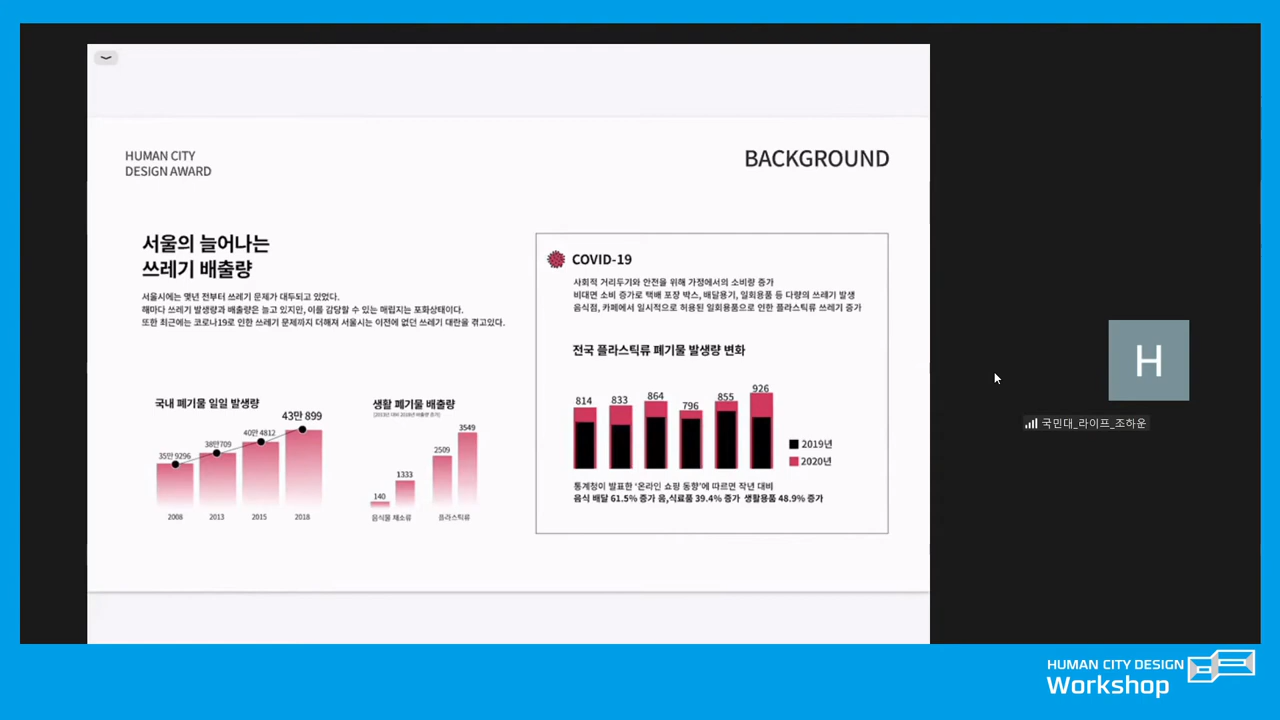 HUMAN CITY
DESIGN AWARD
BACKGROUND
서울의 늘어나는
쓰레기 배출량
서울시에는 몇년 전부터 쓰레기 문제가 대두되고 있었다.
해마다 쓰레기 발생량과 배출량은 늘고 있지만, 이를 감당할 수 있는 매립지는 포화상태이다.
또한 최근에는 코로나19로 인한 쓰레기 문제까지 더해져 서울시는 이전에 없던 쓰레기 대란을 겪고있다.
국내 폐기물 일일 발생량
35만 9296
38만709
40만 4812
43만 899
2008
2013
2015
2018
생활 폐기물 배출량
140
1333
2509
3549
음식물 채소류
플라스틱류
COVID-19
사회적 거리두기와 안전을 위해 가정에서의 소비량 증가
비대면 소비 증가로 택배 포장 박스, 배달용기, 일회용품 등 다량의 쓰레기 발생
음식점, 카페에서 일시적으로 허용된 일회용품으로 인한 플라스틱류 쓰레기 증가
전국 플라스틱류 폐기물 발생량 변화
814
833
864
796
855
926
2019년
2020년
통계청이 발표한 '온라인 쇼핑 동향'에 따르면 작년 대비
음식 배달 61.5% 증가 음,식료품 39.4% 증가 생활용품 48.9% 증가
H
국민대_라이프_조하운
HUMAN CITY DESIGN
Workshop